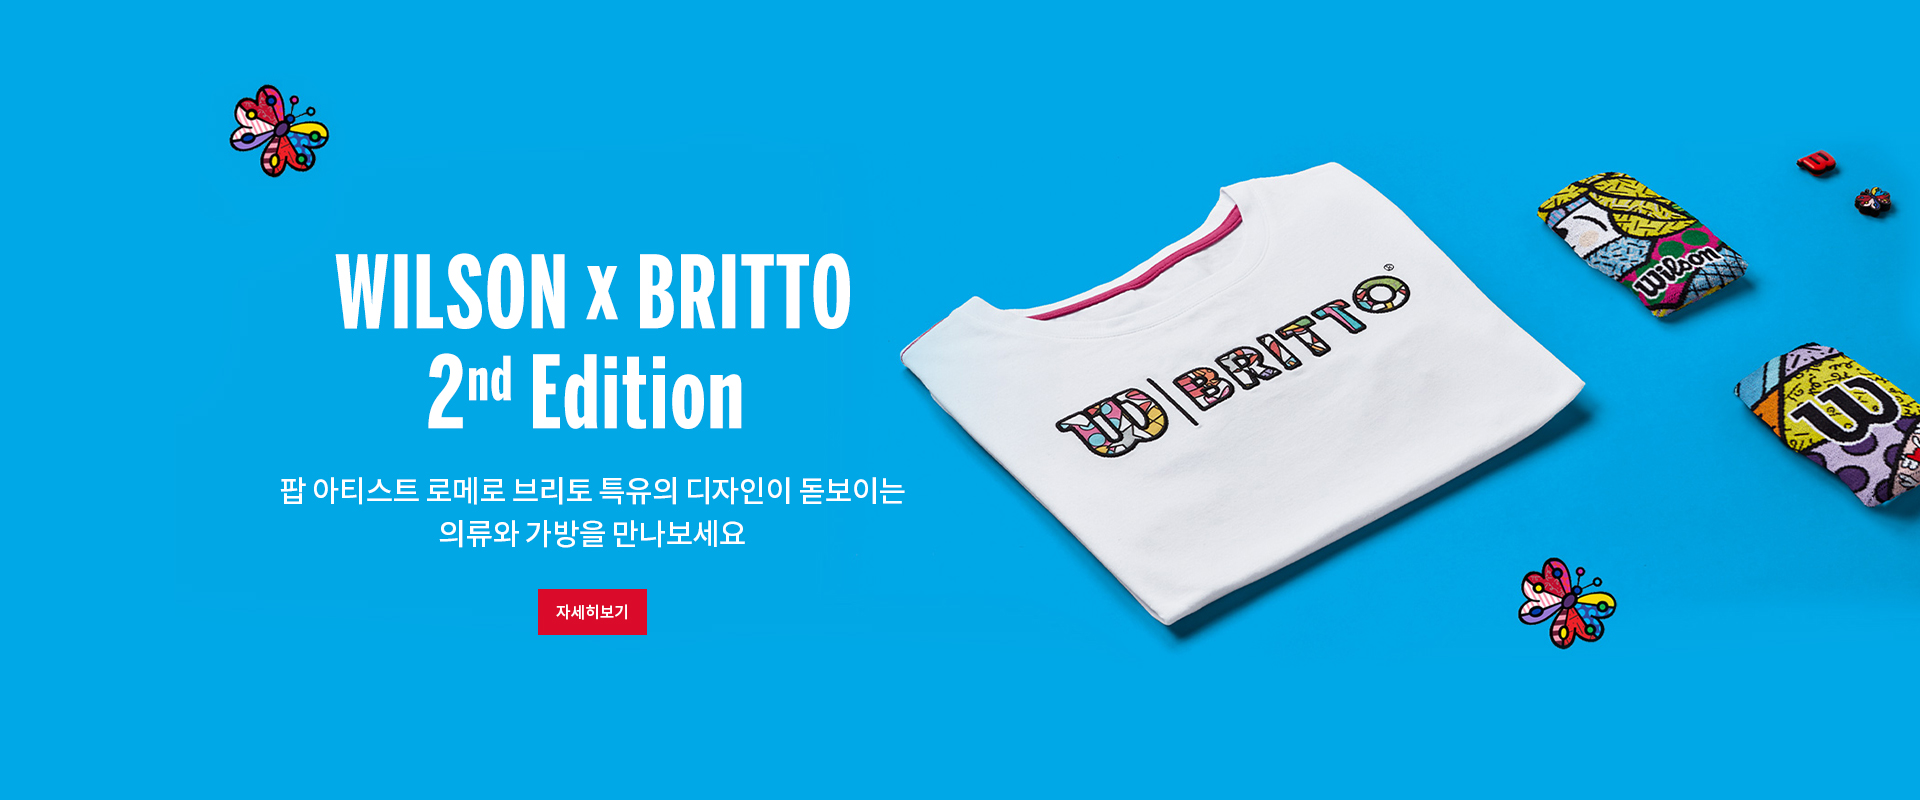 WILSON x BRITTO
2nd Edition
팝 아티스트 로메로 브리토 특유의 디자인이 돋보이는
의류와 가방을 만나보세요
자세히보기
W | BRITTO®
W
Wilson
W